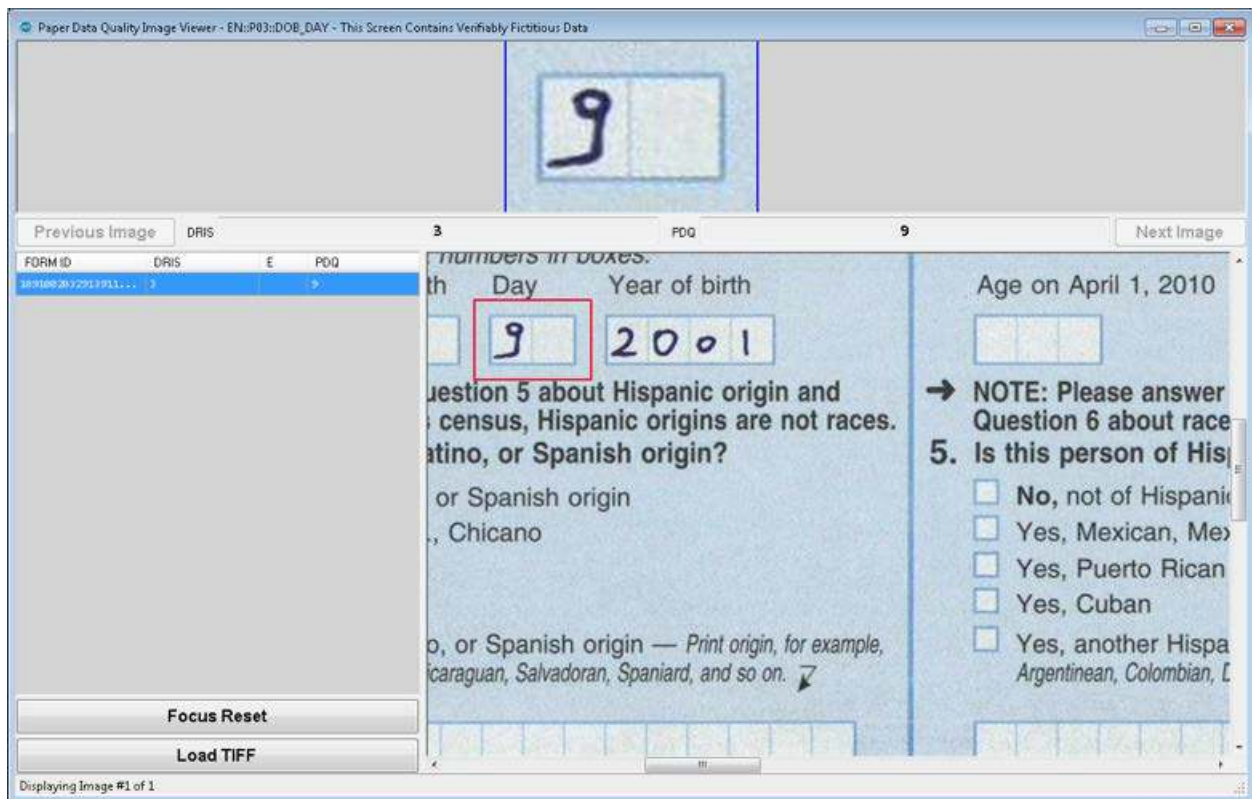 Paper Data Quality Image Viewer - EN::P03::DOB_DAY - This Screen Contains Verifiably Fictitious Data
9
Previous Image DRIS 3 PDQ 9 Next Image
FORM ID DRIS E PDQ
3 9
numbers in boxes.
th Day Year of birth
9 2001
uestion 5 about Hispanic origin and
s census, Hispanic origins are not races.
atino, or Spanish origin?
or Spanish origin
., Chicano
o, or Spanish origin — Print origin, for example,
icaraguan, Salvadoran, Spaniard, and so on.
Age on April 1, 2010
→ NOTE: Please answer
Question 6 about race
5. Is this person of Hisp
No, not of Hispanic
Yes, Mexican, Mex
Yes, Puerto Rican
Yes, Cuban
Yes, another Hispa
Argentinean, Colombian, D
Focus Reset
Load TIFF
Displaying Image #1 of 1